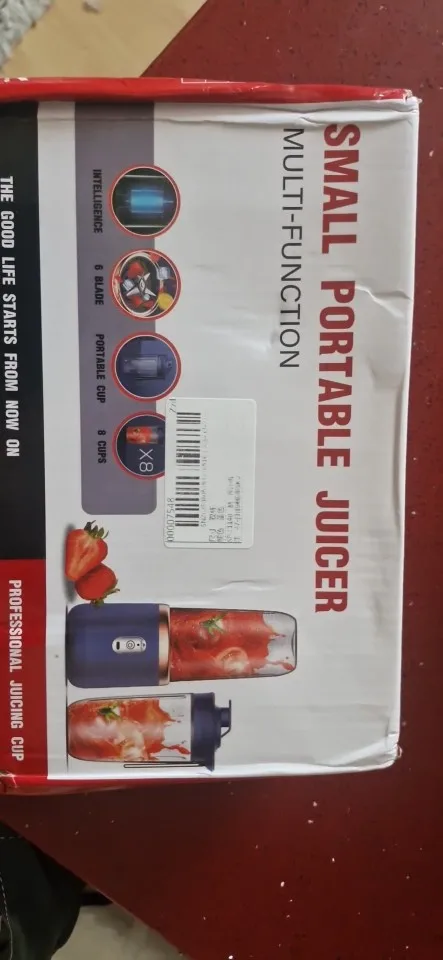 SMALL PORTABLE JUICER
MULTI-FUNCTION
INTELLIGENCE
6 BLADE
PORTABLE CUP
8 CUPS
X8
THE GOOD LIFE STARTS FROM NOW ON
PROFESSIONAL JUICING CUP